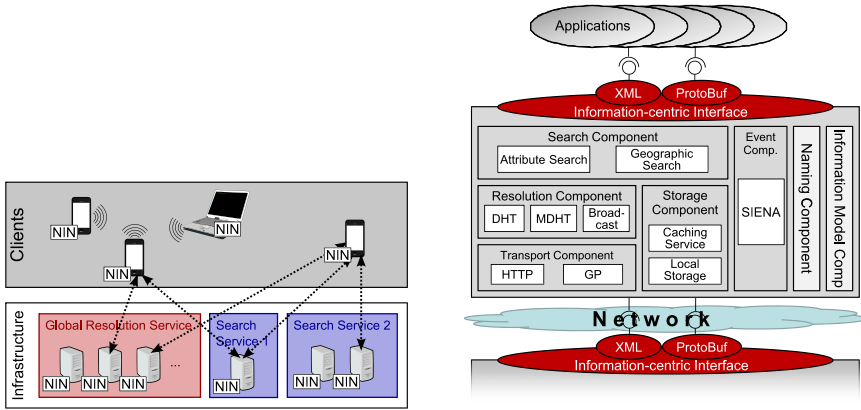 Clients
NIN
NIN
NIN
NIN
Infrastructure
Global Resolution Service
NIN
NIN
NIN
...
Search
Service 1
NIN
Search Service 2
NIN
NIN
Applications
XML
ProtoBuf
Information-centric Interface
Search Component
Attribute Search
Geographic
Search
Resolution Component
DHT
MDHT
Broad-
cast
Transport Component
HTTP
GP
Storage
Component
Caching
Service
Local
Storage
Event
Comp.
SIENA
Naming Component
Information Model Comp
Network
XML
ProtoBuf
Information-centric Interface